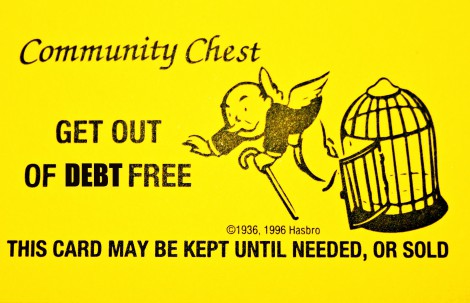 Community Chest
GET OUT
OF DEBT FREE
©1936, 1996 Hasbro
THIS CARD MAY BE KEPT UNTIL NEEDED, OR SOLD